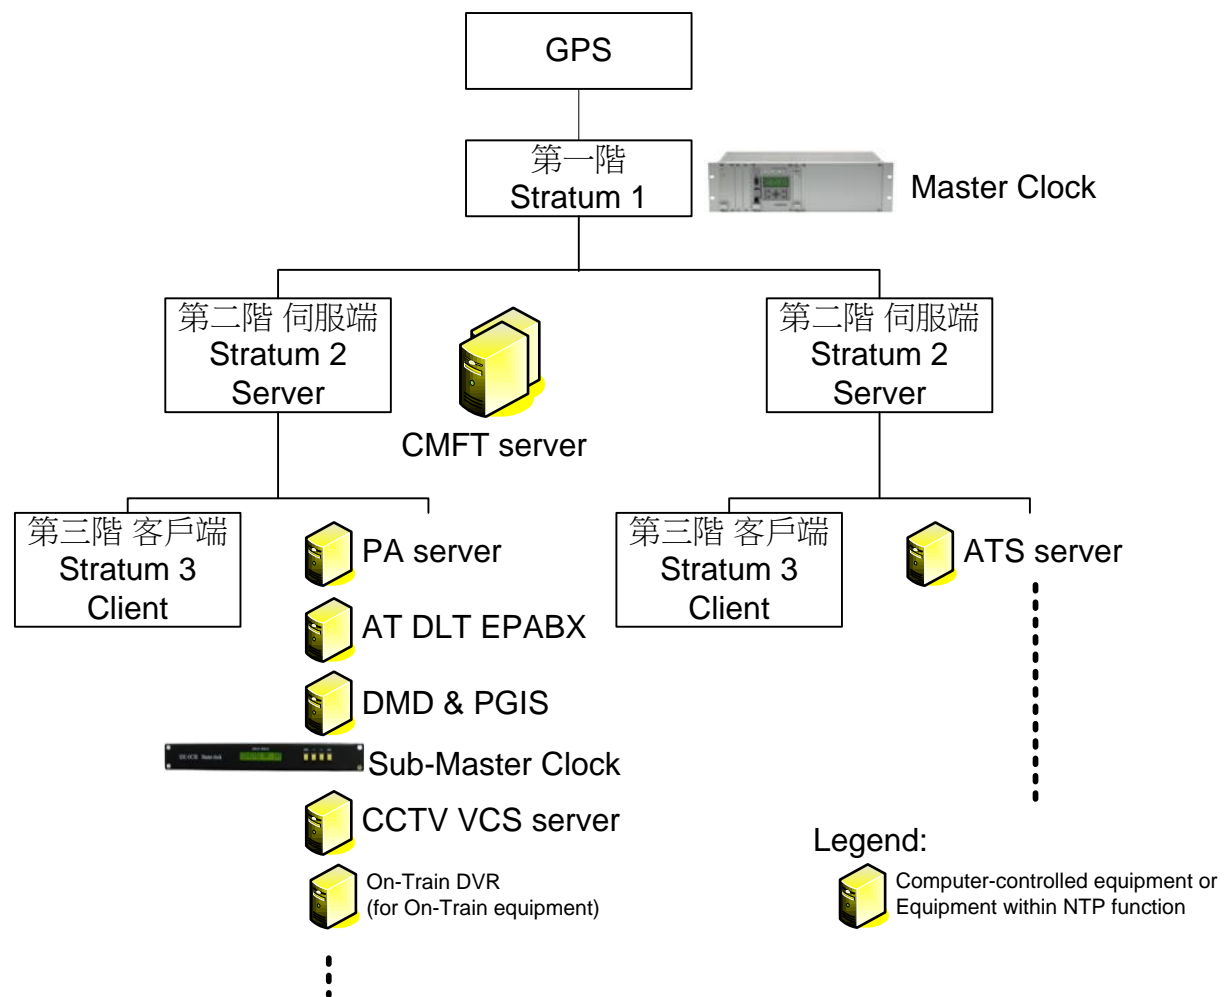 GPS
第一階
Stratum 1
Master Clock
第二階 伺服端
Stratum 2
Server
CMFT server
第二階 伺服端
Stratum 2
Server
第三階 客戶端
Stratum 3
Client
PA server
AT DLT EPABX
DMD & PGIS
Sub-Master Clock
CCTV VCS server
On-Train DVR
(for On-Train equipment)
第三階 客戶端
Stratum 3
Client
ATS server
Legend:
Computer-controlled equipment or
Equipment within NTP function